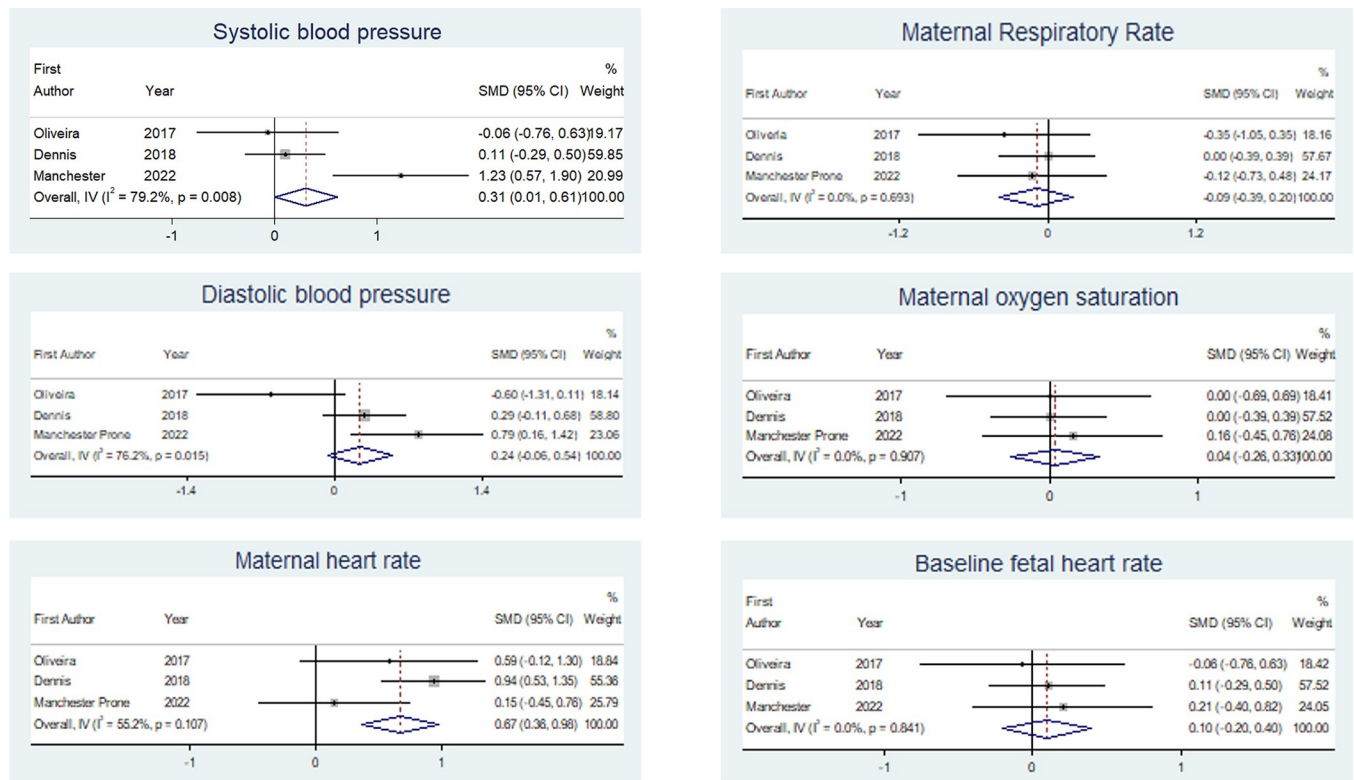 Systolic blood pressure
First %
Author Year SMD (95% CI) Weight
Oliveira 2017 -0.06 (-0.76, 0.63)19.17
Dennis 2018 0.11 (-0.29, 0.50)59.85
Manchester 2022 1.23 (0.57, 1.90) 20.99
Overall, IV (I² = 79.2%, p = 0.008) 0.31 (0.01, 0.61)100.00
-1 0 1
Diastolic blood pressure
%
First Author Year SMD (95% CI) Weight
Oliveira 2017 -0.60 (-1.31, 0.11) 18.14
Dennis 2018 0.29 (-0.11, 0.68) 58.80
Manchester Prone 2022 0.79 (0.16, 1.42) 23.06
Overall, IV (I² = 76.2%, p = 0.015) 0.24 (-0.06, 0.54) 100.00
-1.4 0 1.4
Maternal heart rate
%
First Author Year SMD (95% CI) Weight
Oliveira 2017 0.59 (-0.12, 1.30) 18.84
Dennis 2018 0.94 (0.53, 1.35) 55.36
Manchester Prone 2022 0.15 (-0.45, 0.76) 25.79
Overall, IV (I² = 55.2%, p = 0.107) 0.67 (0.36, 0.98) 100.00
-1 0 1
Maternal Respiratory Rate
%
First Author Year SMD (95% CI) Weight
Oliveria 2017 -0.35 (-1.05, 0.35) 18.16
Dennis 2018 0.00 (-0.39, 0.39) 57.67
Manchester Prone 2022 -0.12 (-0.73, 0.48) 24.17
Overall, IV (I² = 0.0%, p = 0.693) -0.09 (-0.39, 0.20)100.00
-1.2 0 1.2
Maternal oxygen saturation
%
First Author Year SMD (95% CI) Weight
Oliveira 2017 0.00 (-0.69, 0.69) 18.41
Dennis 2018 0.00 (-0.39, 0.39) 57.52
Manchester Prone 2022 0.16 (-0.45, 0.76) 24.08
Overall, IV (I² = 0.0%, p = 0.907) 0.04 (-0.26, 0.33)100.00
-1 0 1
Baseline fetal heart rate
First %
Author Year SMD (95% CI) Weight
Oliveira 2017 -0.06 (-0.76, 0.63) 18.42
Dennis 2018 0.11 (-0.29, 0.50) 57.52
Manchester 2022 0.21 (-0.40, 0.82) 24.05
Overall, IV (I² = 0.0%, p = 0.841) 0.10 (-0.20, 0.40) 100.00
-1 0 1